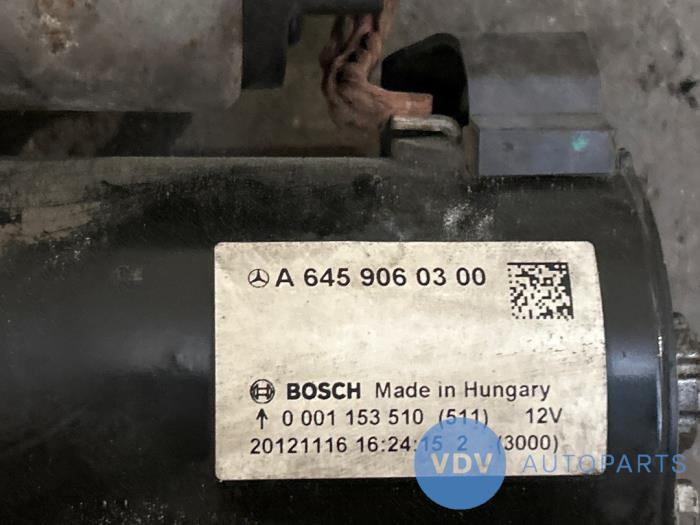 A 645 906 03 00
BOSCH Made in Hungary
↑ 0 001 153 510 (511) 12V
20121116 16:24:15 2 (3000)
VDV AUTOPARTS